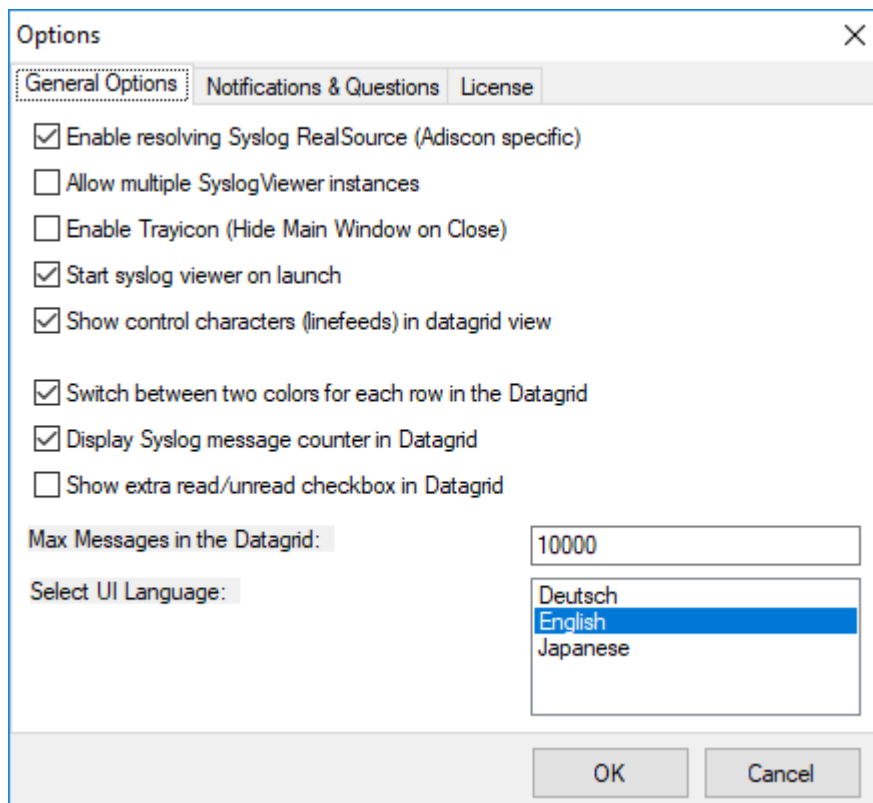 Options
General Options Notifications & Questions License
Enable resolving Syslog RealSource (Adiscon specific)
Allow multiple SyslogViewer instances
Enable Trayicon (Hide Main Window on Close)
Start syslog viewer on launch
Show control characters (linefeeds) in datagrid view
Switch between two colors for each row in the Datagrid
Display Syslog message counter in Datagrid
Show extra read/unread checkbox in Datagrid
Max Messages in the Datagrid: 10000
Select UI Language: Deutsch
English
Japanese
OK Cancel